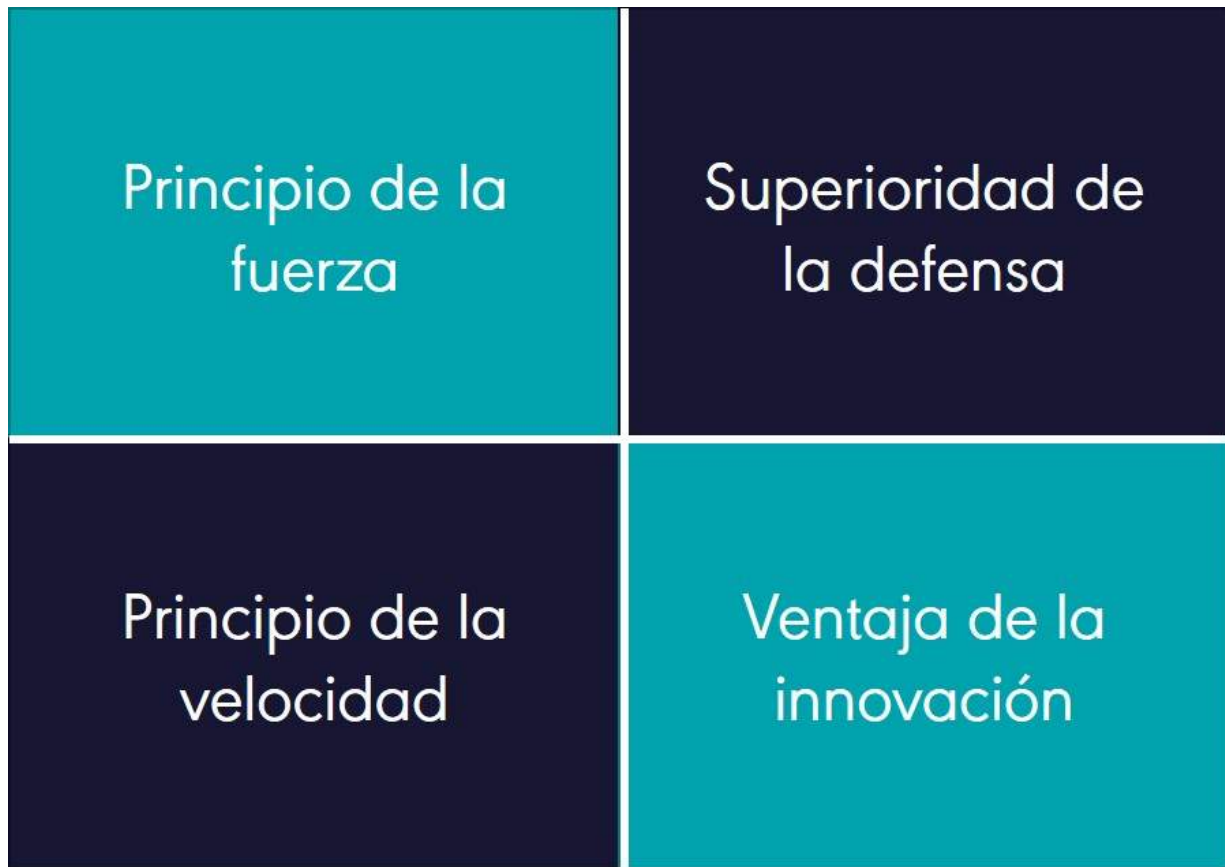 Principio de la
fuerza
Superioridad de
la defensa
Principio de la
velocidad
Ventaja de la
innovación